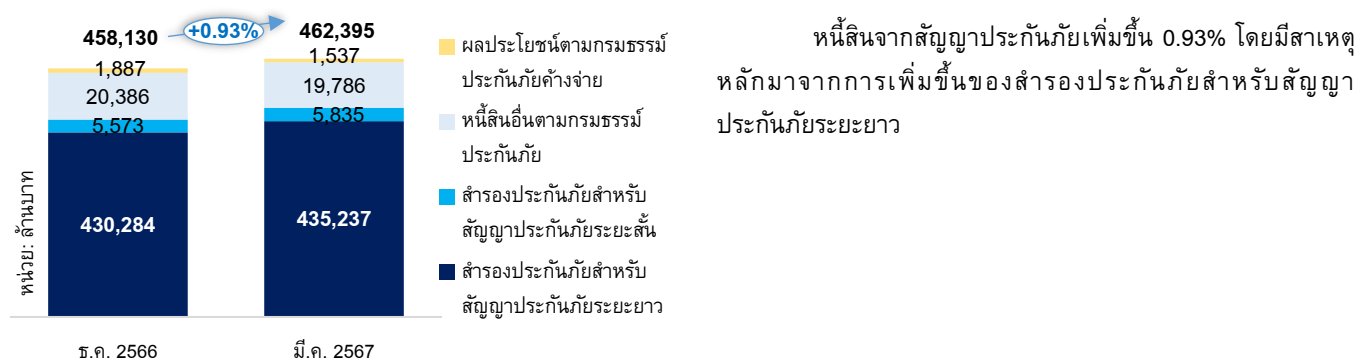 458,130
+0.93%
462,395
1,887
20,386
5,573
430,284
1,537
19,786
5,835
435,237
หน่วย: ล้านบาท
ธ.ค. 2566
มี.ค. 2567
ผลประโยชน์ตามกรมธรรม์
ประกันภัยค้างจ่าย
หนี้สินอื่นตามกรมธรรม์
ประกันภัย
สำรองประกันภัยสำหรับ
สัญญาประกันภัยระยะสั้น
สำรองประกันภัยสำหรับ
สัญญาประกันภัยระยะยาว
หนี้สินจากสัญญาประกันภัยเพิ่มขึ้น 0.93% โดยมีสาเหตุ
หลักมาจากการเพิ่มขึ้นของสำรองประกันภัยสำหรับสัญญา
ประกันภัยระยะยาว